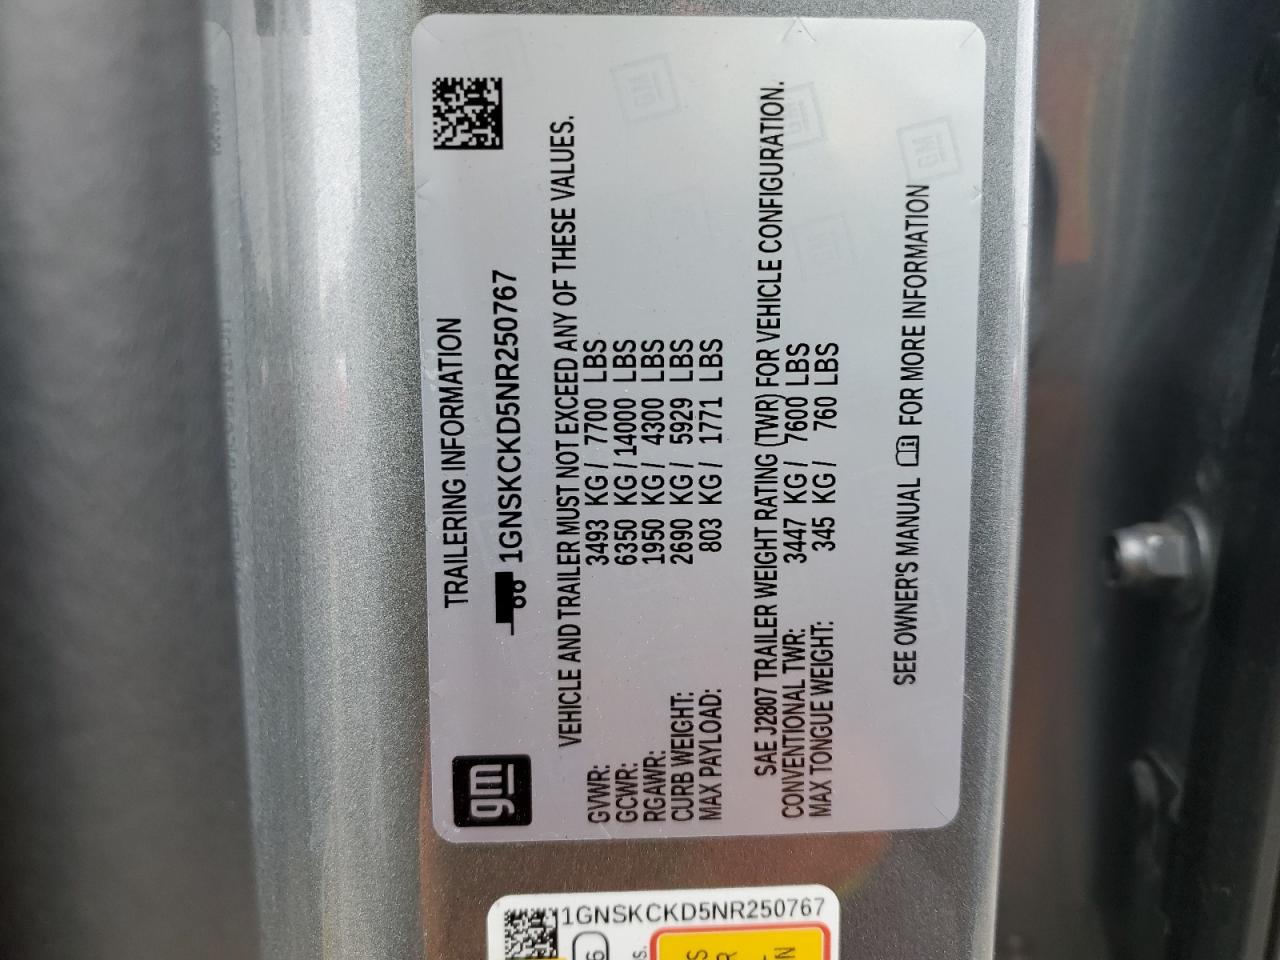 TRAILERING INFORMATION
1GNSKCKD5NR250767
VEHICLE AND TRAILER MUST NOT EXCEED ANY OF THESE VALUES.
GVWR: 3493 KG / 7700 LBS
GCWR: 6350 KG / 14000 LBS
RGAWR: 1950 KG / 4300 LBS
CURB WEIGHT: 2690 KG / 5929 LBS
MAX PAYLOAD: 803 KG / 1771 LBS
SAE J2807 TRAILER WEIGHT RATING (TWR) FOR VEHICLE CONFIGURATION.
CONVENTIONAL TWR: 3447 KG / 7600 LBS
MAX TONGUE WEIGHT: 345 KG / 760 LBS
SEE OWNER'S MANUAL FOR MORE INFORMATION
gm
1GNSKCKD5NR250767